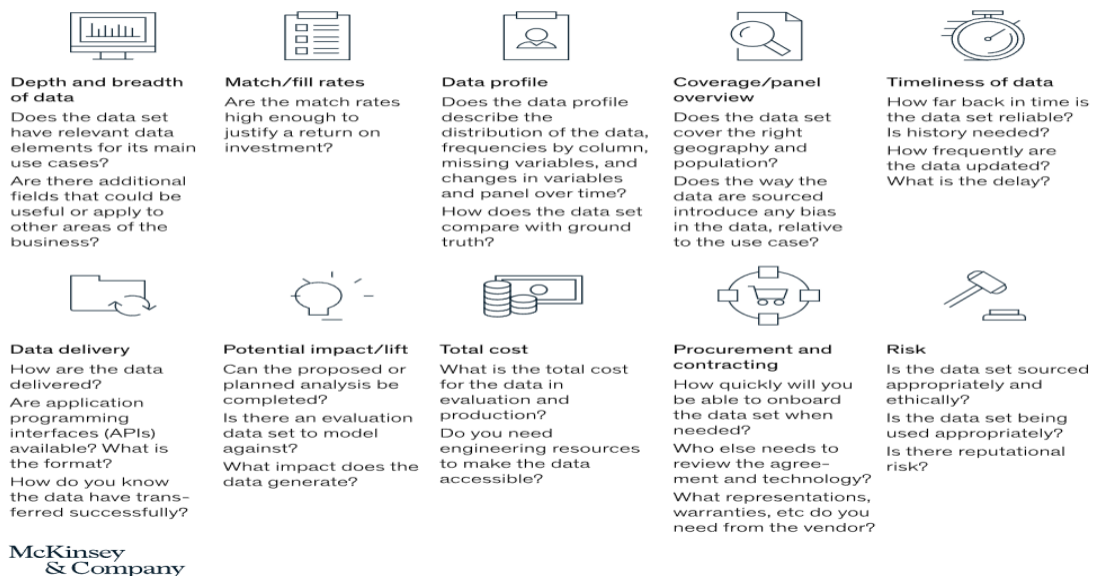 Depth and breadth
of data
Does the data set
have relevant data
elements for its main
use cases?
Are there additional
fields that could be
useful or apply to
other areas of the
business?
Match/fill rates
Are the match rates
high enough to
justify a return on
investment?
Data profile
Does the data profile
describe the
distribution of the data,
frequencies by column,
missing variables, and
changes in variables
and panel over time?
How does the data set
compare with ground
truth?
Coverage/panel
overview
Does the data set
cover the right
geography and
population?
Does the way the
data are sourced
introduce any bias
in the data, relative
to the use case?
Timeliness of data
How far back in time is
the data set reliable?
Is history needed?
How frequently are
the data updated?
What is the delay?
Data delivery
How are the data
delivered?
Are application
programming
interfaces (APIs)
available? What is
the format?
How do you know
the data have trans-
ferred successfully?
Potential impact/lift
Can the proposed or
planned analysis be
completed?
Is there an evaluation
data set to model
against?
What impact does the
data generate?
Total cost
What is the total cost
for the data in
evaluation and
production?
Do you need
engineering resources
to make the data
accessible?
Procurement and
contracting
How quickly will you
be able to onboard
the data set when
needed?
Who else needs to
review the agree-
ment and technology?
What representations,
warranties, etc do you
need from the vendor?
Risk
Is the data set sourced
appropriately and
ethically?
Is the data set being
used appropriately?
Is there reputational
risk?
McKinsey
& Company